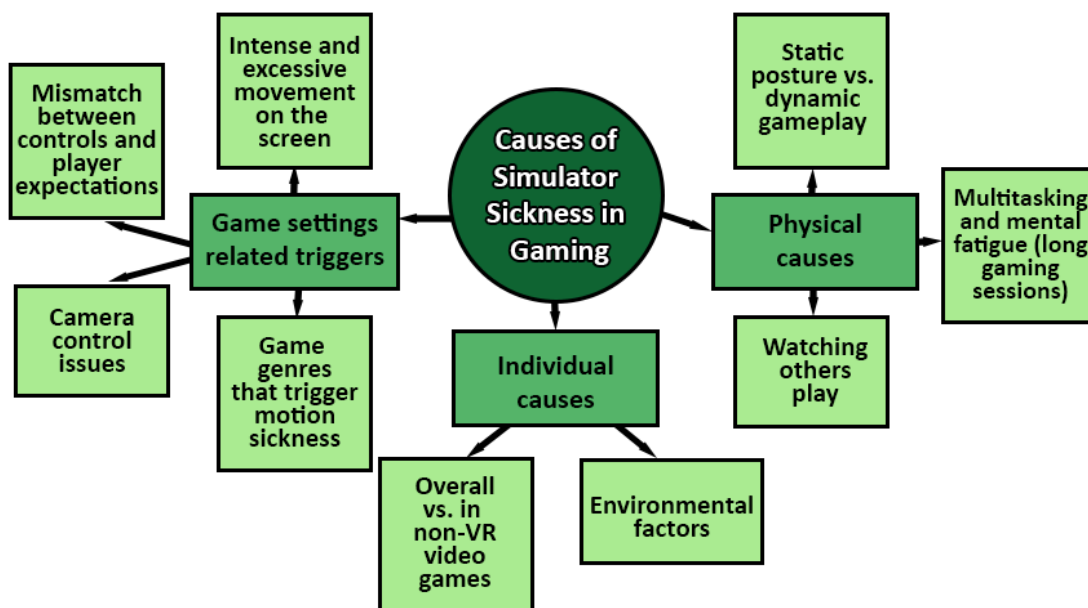 Causes of
Simulator
Sickness in
Gaming
Game settings
related triggers
Intense and
excessive
movement
on the
screen
Mismatch
between
controls and
player
expectations
Camera
control
issues
Game
genres
that trigger
motion
sickness
Individual
causes
Overall
vs. in
non-VR
video
games
Environmental
factors
Physical
causes
Static
posture vs.
dynamic
gameplay
Multitasking
and mental
fatigue (long
gaming
sessions)
Watching
others
play